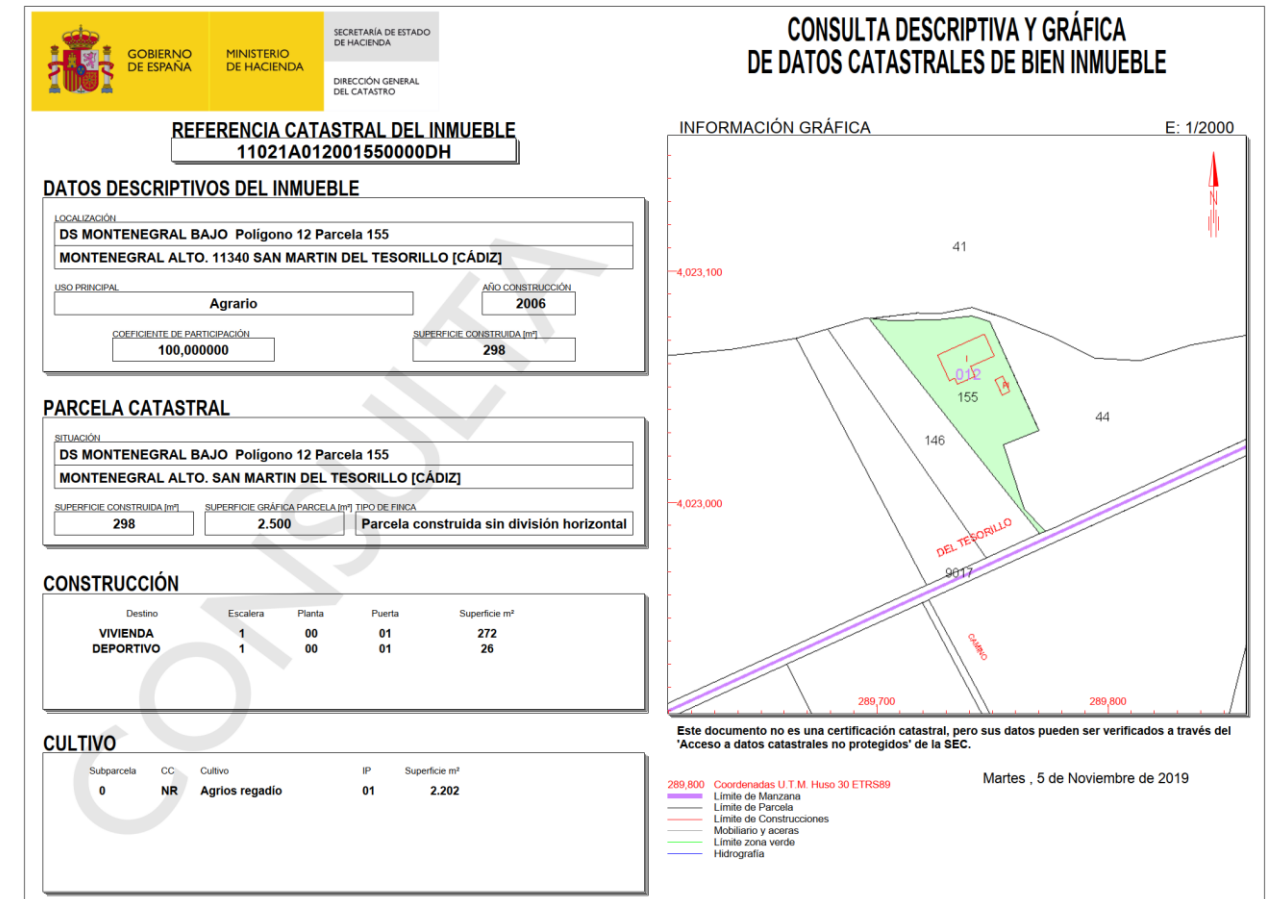 GOBIERNO
DE ESPAÑA
MINISTERIO
DE HACIENDA
SECRETARÍA DE ESTADO
DE HACIENDA
DIRECCIÓN GENERAL
DEL CATASTRO
CONSULTA DESCRIPTIVA Y GRÁFICA
DE DATOS CATASTRALES DE BIEN INMUEBLE
REFERENCIA CATASTRAL DEL INMUEBLE
11021A012001550000DH
DATOS DESCRIPTIVOS DEL INMUEBLE
LOCALIZACIÓN
DS MONTENEGRAL BAJO Polígono 12 Parcela 155
MONTENEGRAL ALTO. 11340 SAN MARTIN DEL TESORILLO [CÁDIZ]
USO PRINCIPAL
Agrario
AÑO CONSTRUCCIÓN
2006
COEFICIENTE DE PARTICIPACIÓN
100,000000
SUPERFICIE CONSTRUIDA [m²]
298
PARCELA CATASTRAL
SITUACIÓN
DS MONTENEGRAL BAJO Polígono 12 Parcela 155
MONTENEGRAL ALTO. SAN MARTIN DEL TESORILLO [CÁDIZ]
SUPERFICIE CONSTRUIDA [m²] SUPERFICIE GRÁFICA PARCELA [m²] TIPO DE FINCA
298 2.500 Parcela construida sin división horizontal
CONSTRUCCIÓN
Destino Escalera Planta Puerta Superficie m²
VIVIENDA 1 00 01 272
DEPORTIVO 1 00 01 26
CULTIVO
Subparcela CC Cultivo IP Superficie m²
0 NR Agrios regadío 01 2.202
CONSULTA
INFORMACIÓN GRÁFICA E: 1/2000
N
41
4,023,100
I
012
155
44
146
4,023,000
DEL TESORILLO
9017
CAMINO
289,700 289,800
Este documento no es una certificación catastral, pero sus datos pueden ser verificados a través del
'Acceso a datos catastrales no protegidos' de la SEC.
Martes , 5 de Noviembre de 2019
289,800 Coordenadas U.T.M. Huso 30 ETRS89
Límite de Manzana
Límite de Parcela
Límite de Construcciones
Mobiliario y aceras
Límite zona verde
Hidrografía